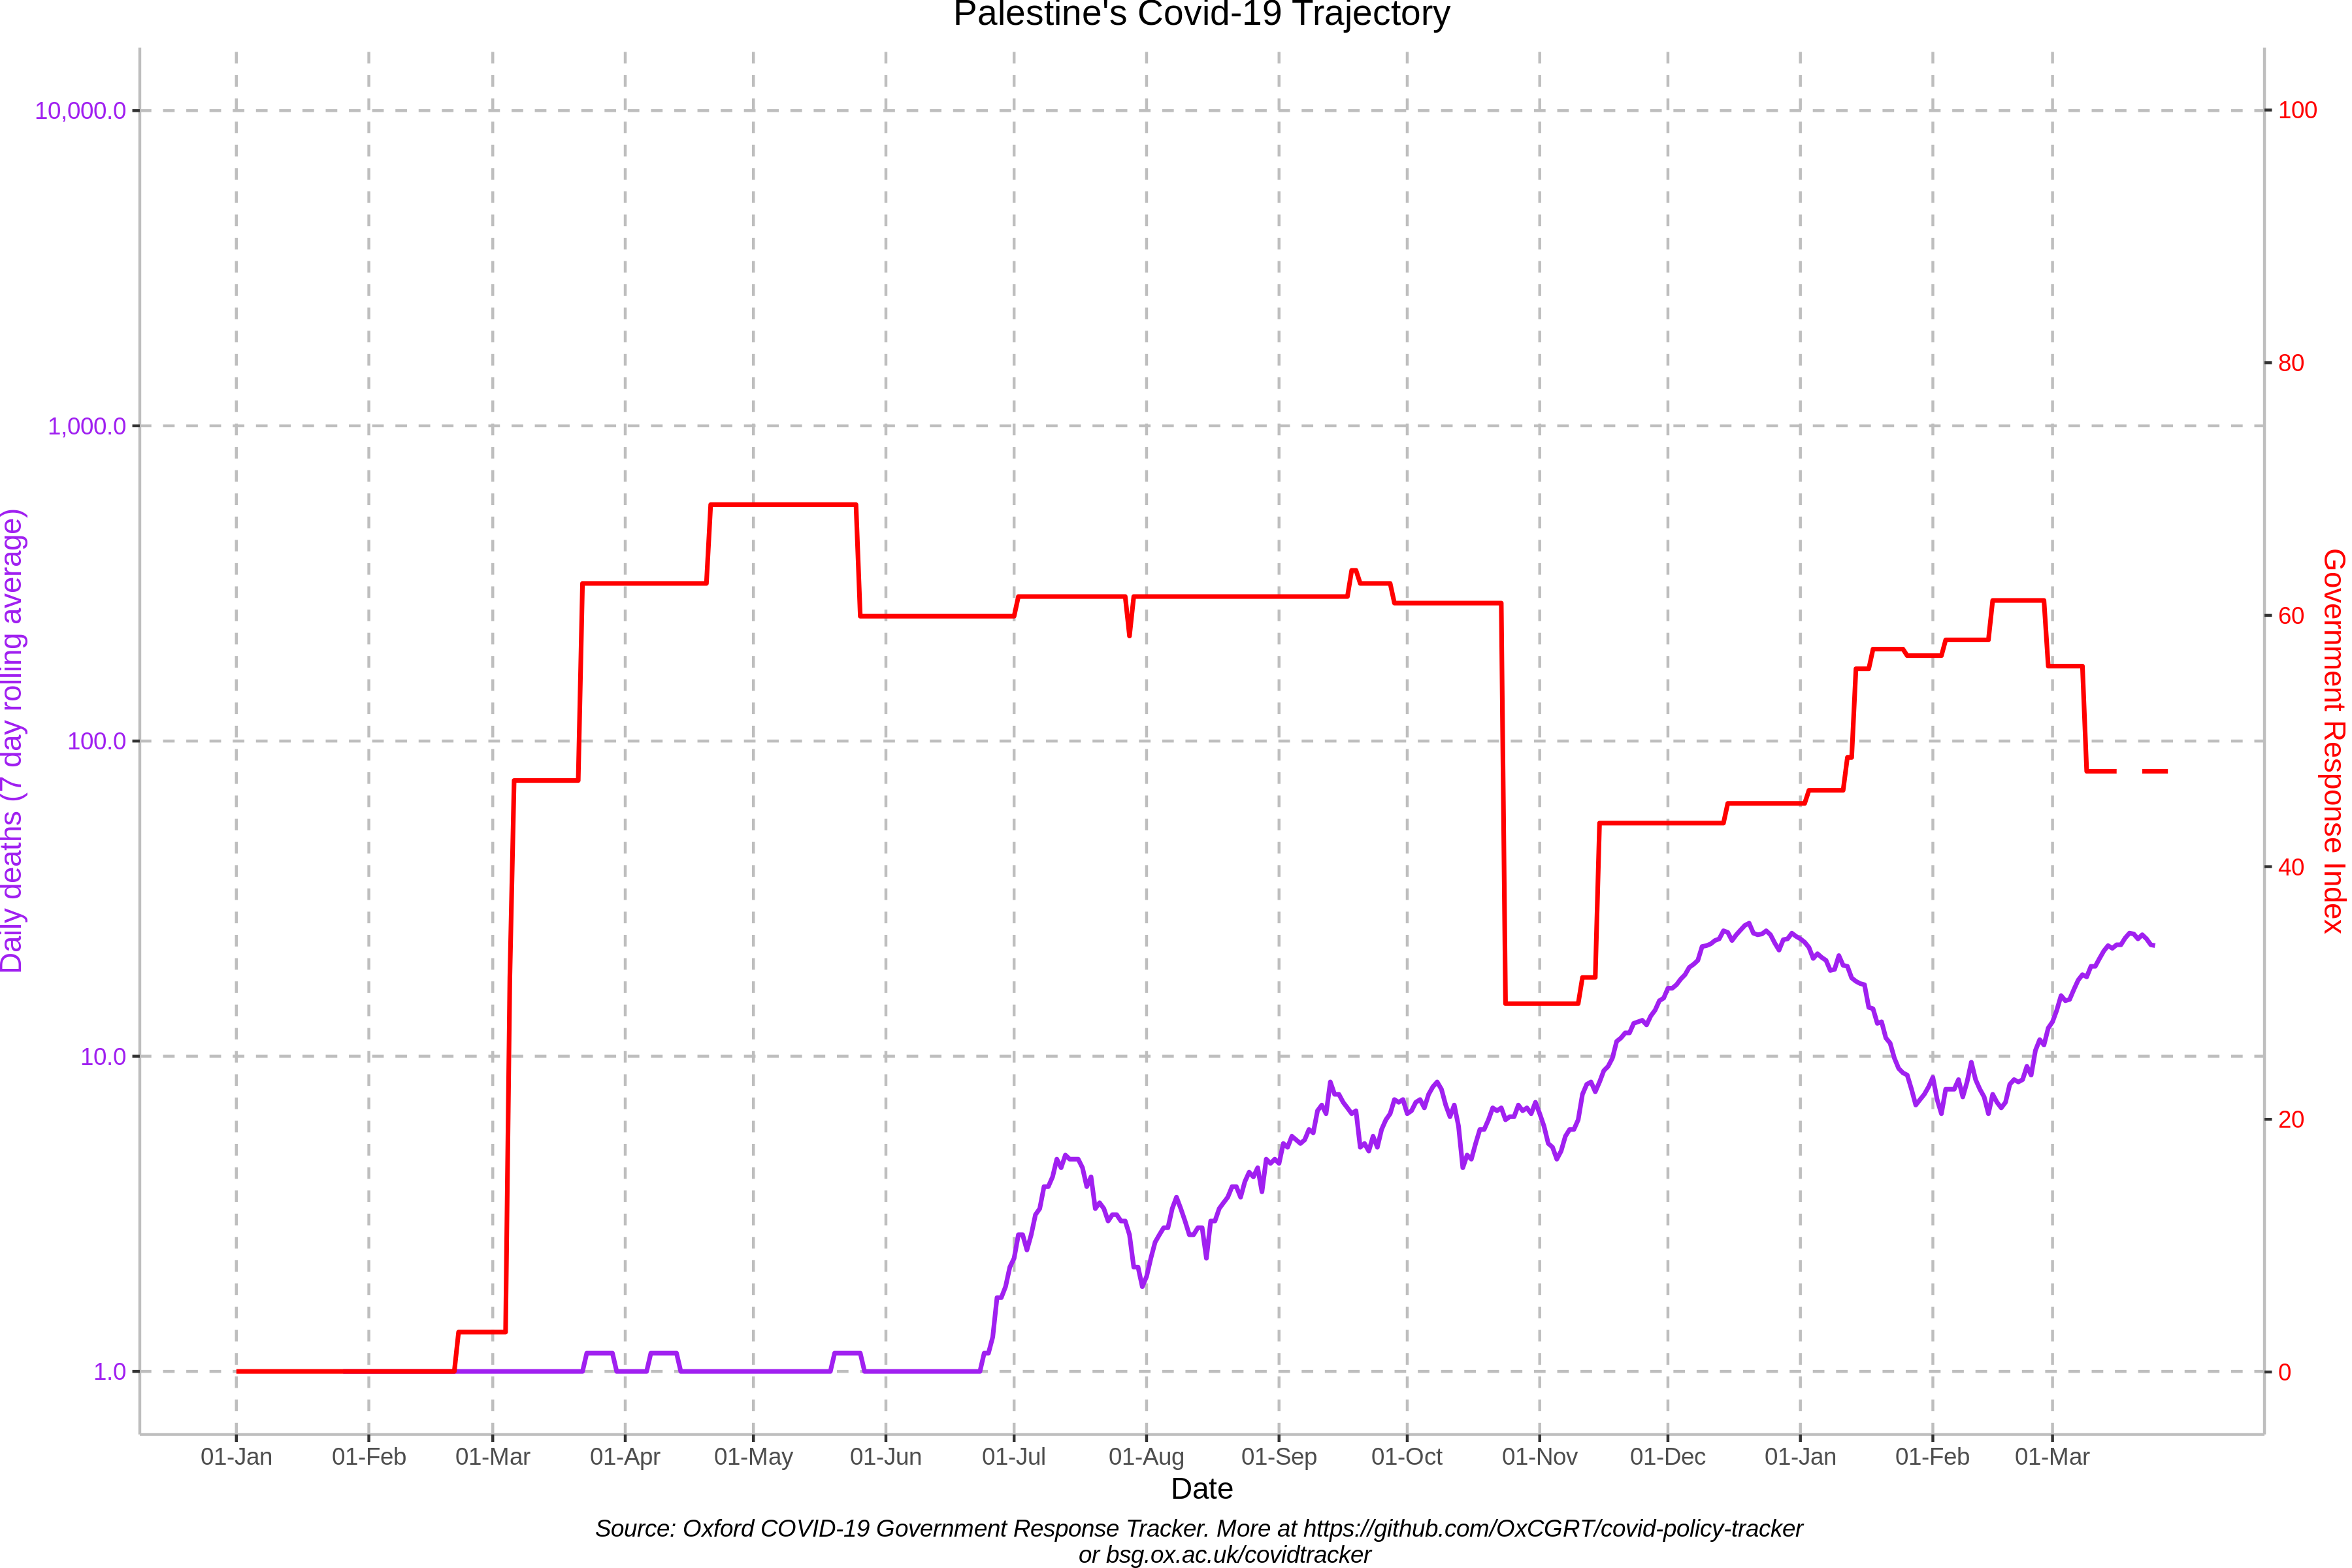 Palestine's Covid-19 Trajectory
10,000.0
1,000.0
100.0
10.0
1.0
Daily deaths (7 day rolling average)
100
80
60
40
20
0
Government Response Index
01-Jan 01-Feb 01-Mar 01-Apr 01-May 01-Jun 01-Jul 01-Aug 01-Sep 01-Oct 01-Nov 01-Dec 01-Jan 01-Feb 01-Mar
Date
Source: Oxford COVID-19 Government Response Tracker. More at https://github.com/OxCGRT/covid-policy-tracker
or bsg.ox.ac.uk/covidtracker